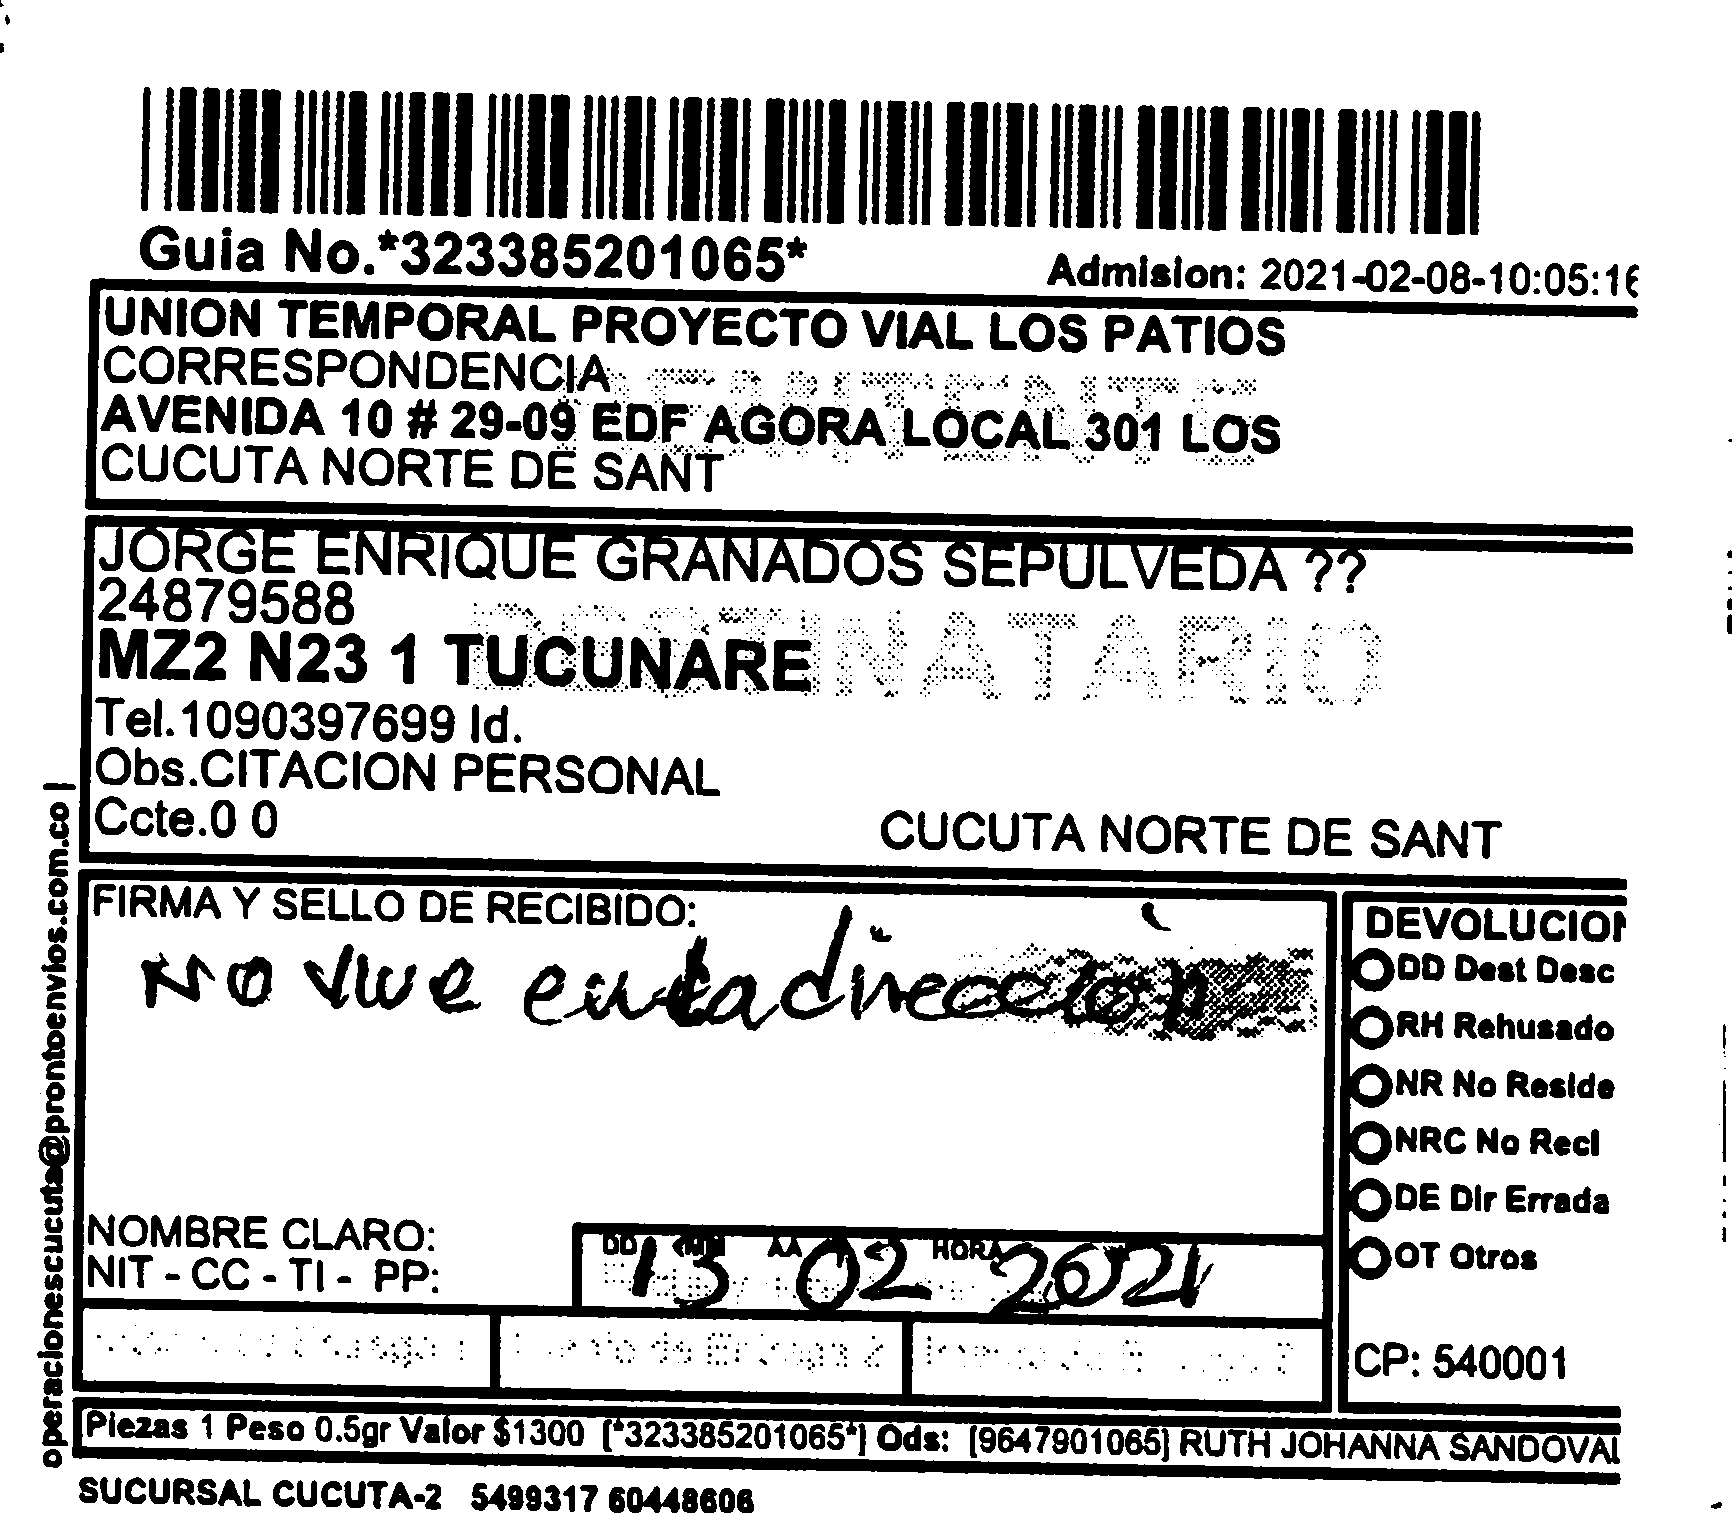 Guia No.*323385201065*
Admision: 2021-02-08-10:05:16
UNION TEMPORAL PROYECTO VIAL LOS PATIOS
CORRESPONDENCIA
REMITENTE
AVENIDA 10 # 29-09 EDF AGORA LOCAL 301 LOS
CUCUTA NORTE DE SANT
JORGE ENRIQUE GRANADOS SEPULVEDA ??
24879588
DESTINATARIO
MZ2 N23 1 TUCUNARE
Tel.1090397699 Id.
Obs.CITACION PERSONAL
Ccte.0 0
CUCUTA NORTE DE SANT
FIRMA Y SELLO DE RECIBIDO:
No vive en esta dirección
DEVOLUCION
DD Dest Desc
RH Rehusado
NR No Reside
NRC No Reci
DE Dir Errada
OT Otros
NOMBRE CLARO:
NIT - CC - TI - PP:
DD MM AA HORA
13 02 2021
CP: 540001
Piezas 1 Peso 0.5gr Valor $1300 [*323385201065*] Ods: [9647901065] RUTH JOHANNA SANDOVAL
SUCURSAL CUCUTA-2 5499317 60448606
operacionescucuta@prontoenvios.com.co |